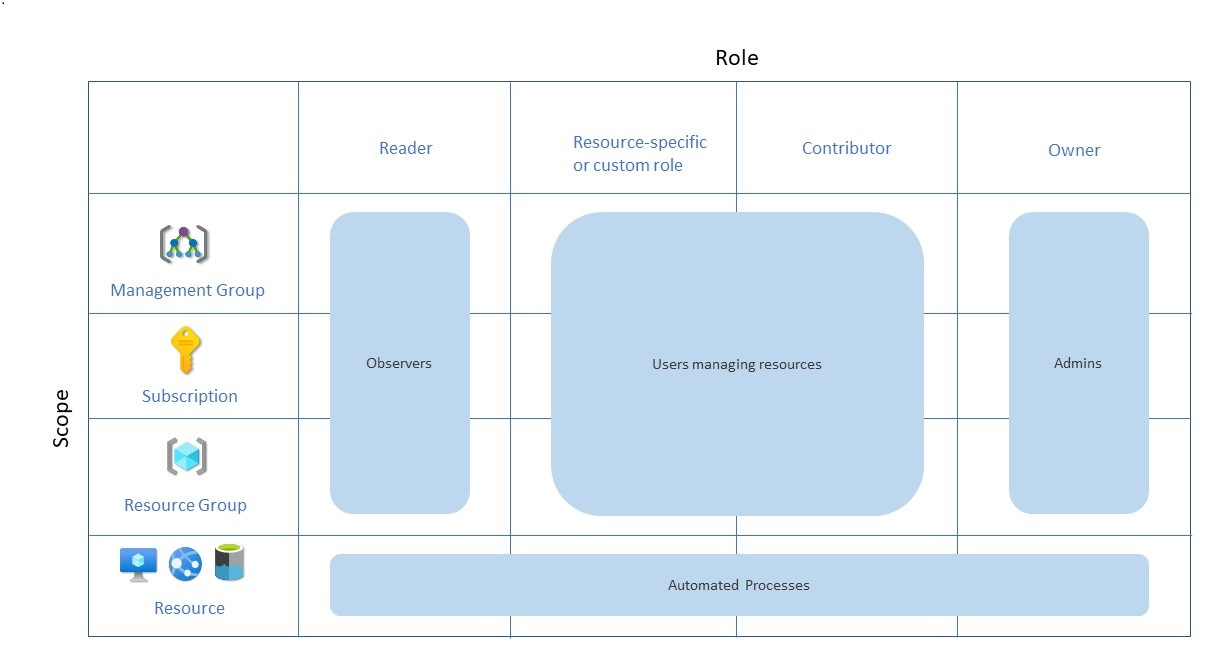 .
Role
Reader
Resource-specific
or custom role
Contributor
Owner
Scope
Management Group
Subscription
Resource Group
Resource
Observers
Users managing resources
Admins
Automated Processes